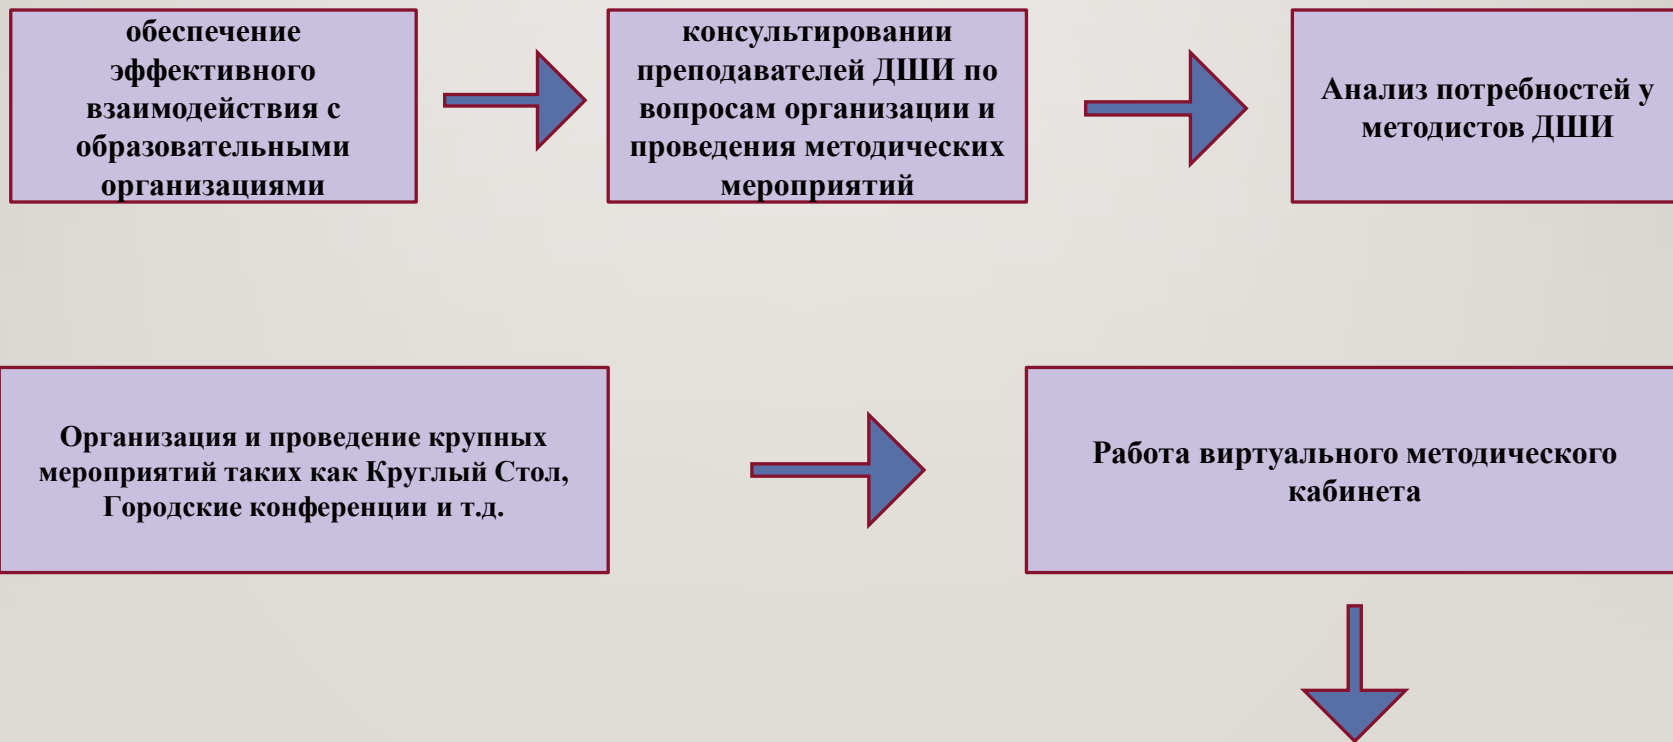 обеспечение
эффективного
взаимодействия с
образовательными
организациями
консультировании
преподавателей ДШИ по
вопросам организации и
проведения методических
мероприятий
Анализ потребностей у
методистов ДШИ
Организация и проведение крупных
мероприятий таких как Круглый Стол,
Городские конференции и т.д.
Работа виртуального методического
кабинета